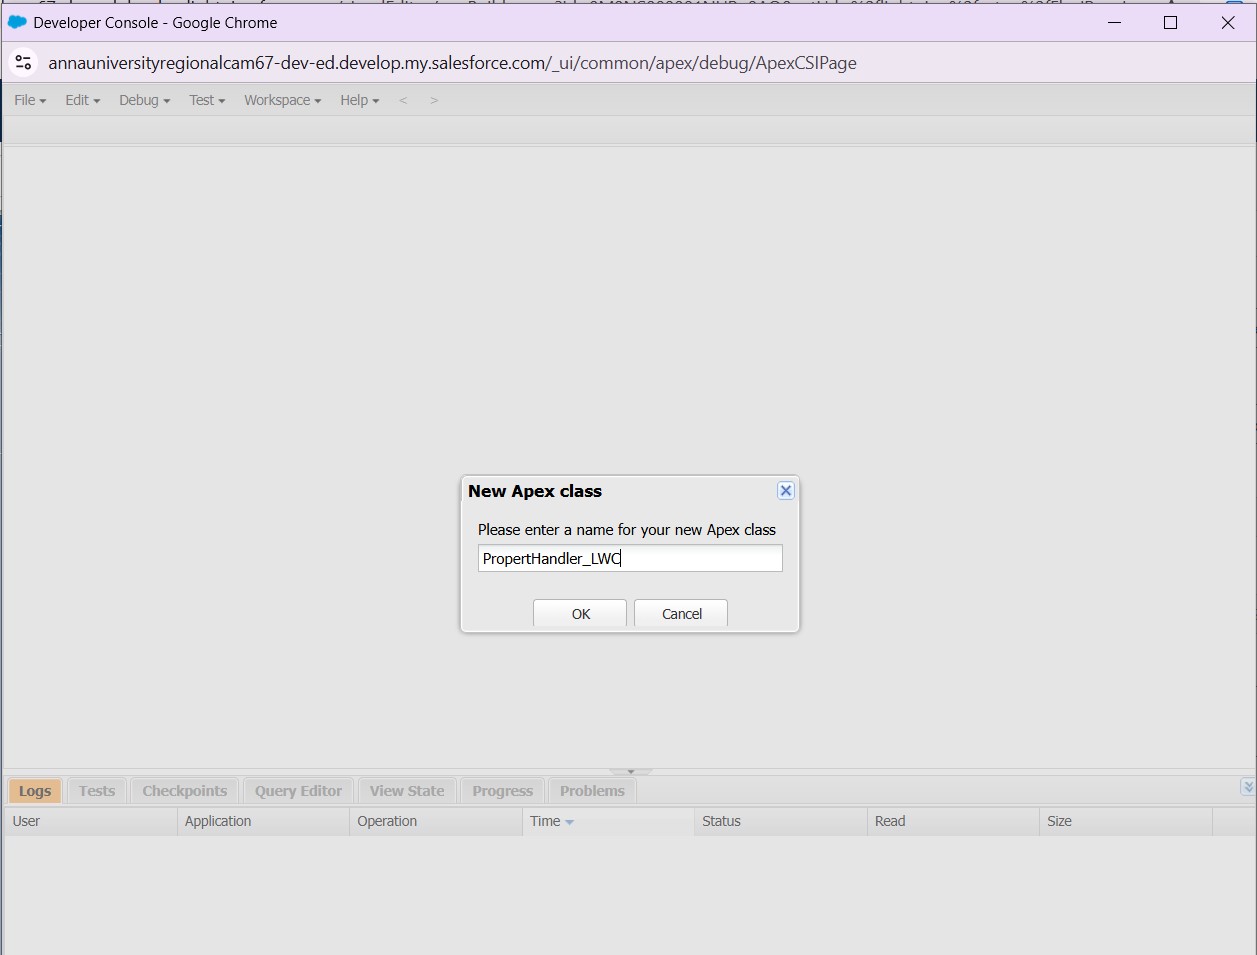 Developer Console - Google Chrome
annauniversityregionalcam67-dev-ed.develop.my.salesforce.com/_ui/common/apex/debug/ApexCSIPage
File Edit Debug Test Workspace Help < >
New Apex class
Please enter a name for your new Apex class
PropertHandler_LWC
OK Cancel
Logs Tests Checkpoints Query Editor View State Progress Problems
User Application Operation Time Status Read Size